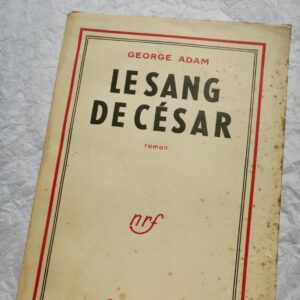 GEORGE ADAM
LE SANG
DE CÉSAR
roman
nrf